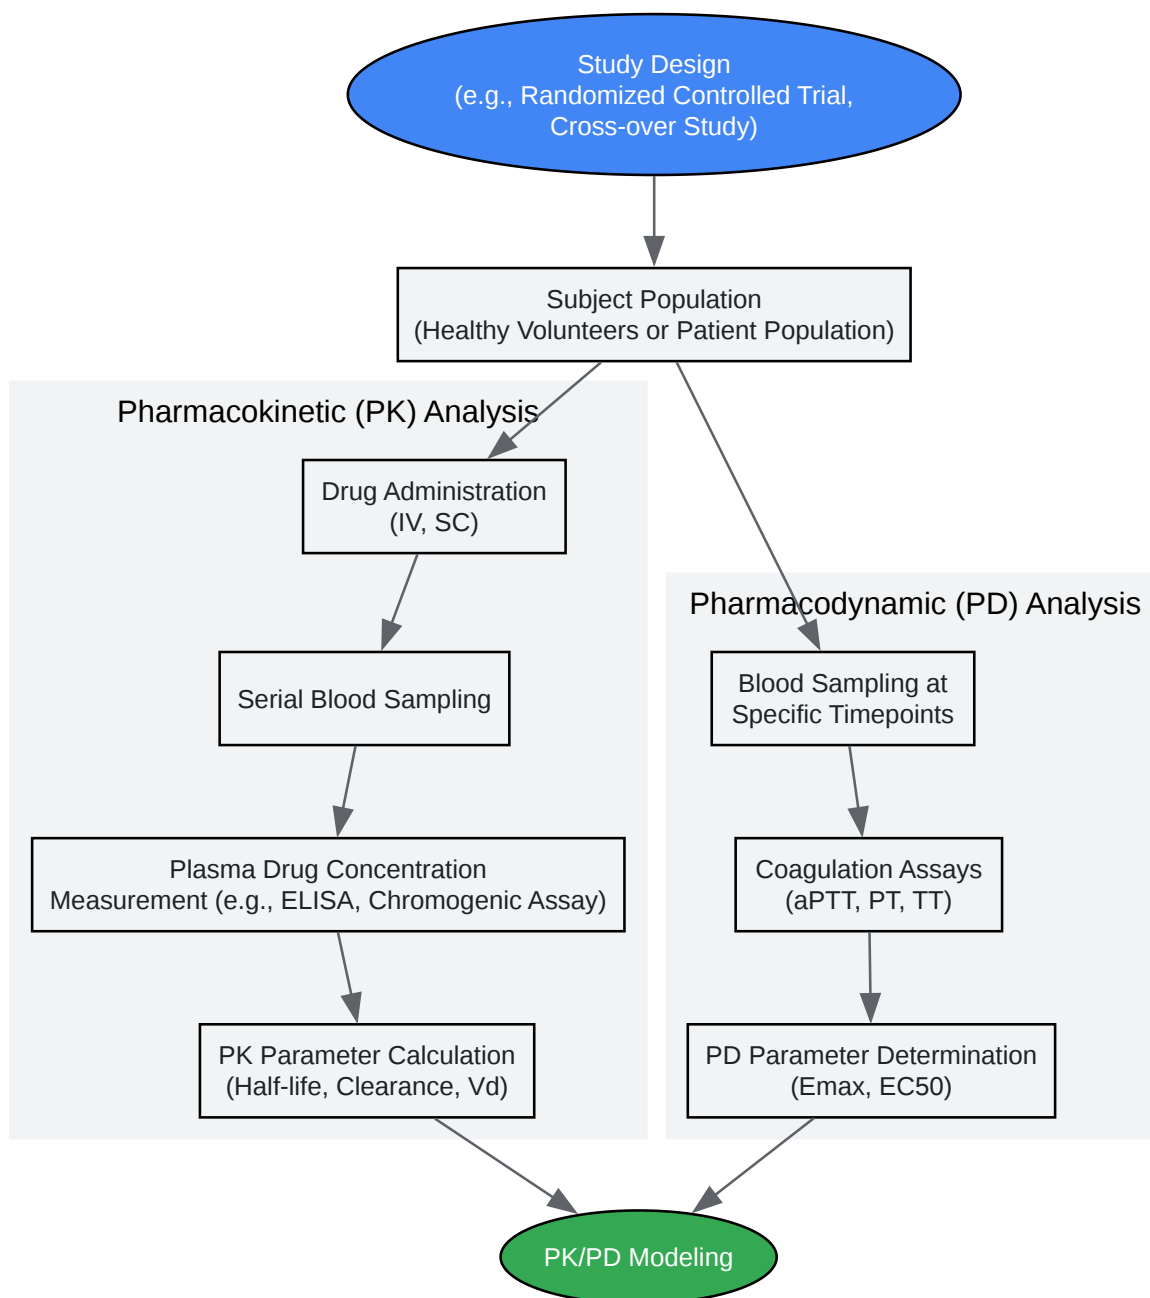 Study Design
(e.g., Randomized Controlled Trial,
Cross-over Study)
Subject Population
(Healthy Volunteers or Patient Population)
Pharmacokinetic (PK) Analysis
Drug Administration
(IV, SC)
Serial Blood Sampling
Plasma Drug Concentration
Measurement (e.g., ELISA, Chromogenic Assay)
PK Parameter Calculation
(Half-life, Clearance, Vd)
Pharmacodynamic (PD) Analysis
Blood Sampling at
Specific Timepoints
Coagulation Assays
(aPTT, PT, TT)
PD Parameter Determination
(Emax, EC50)
PK/PD Modeling